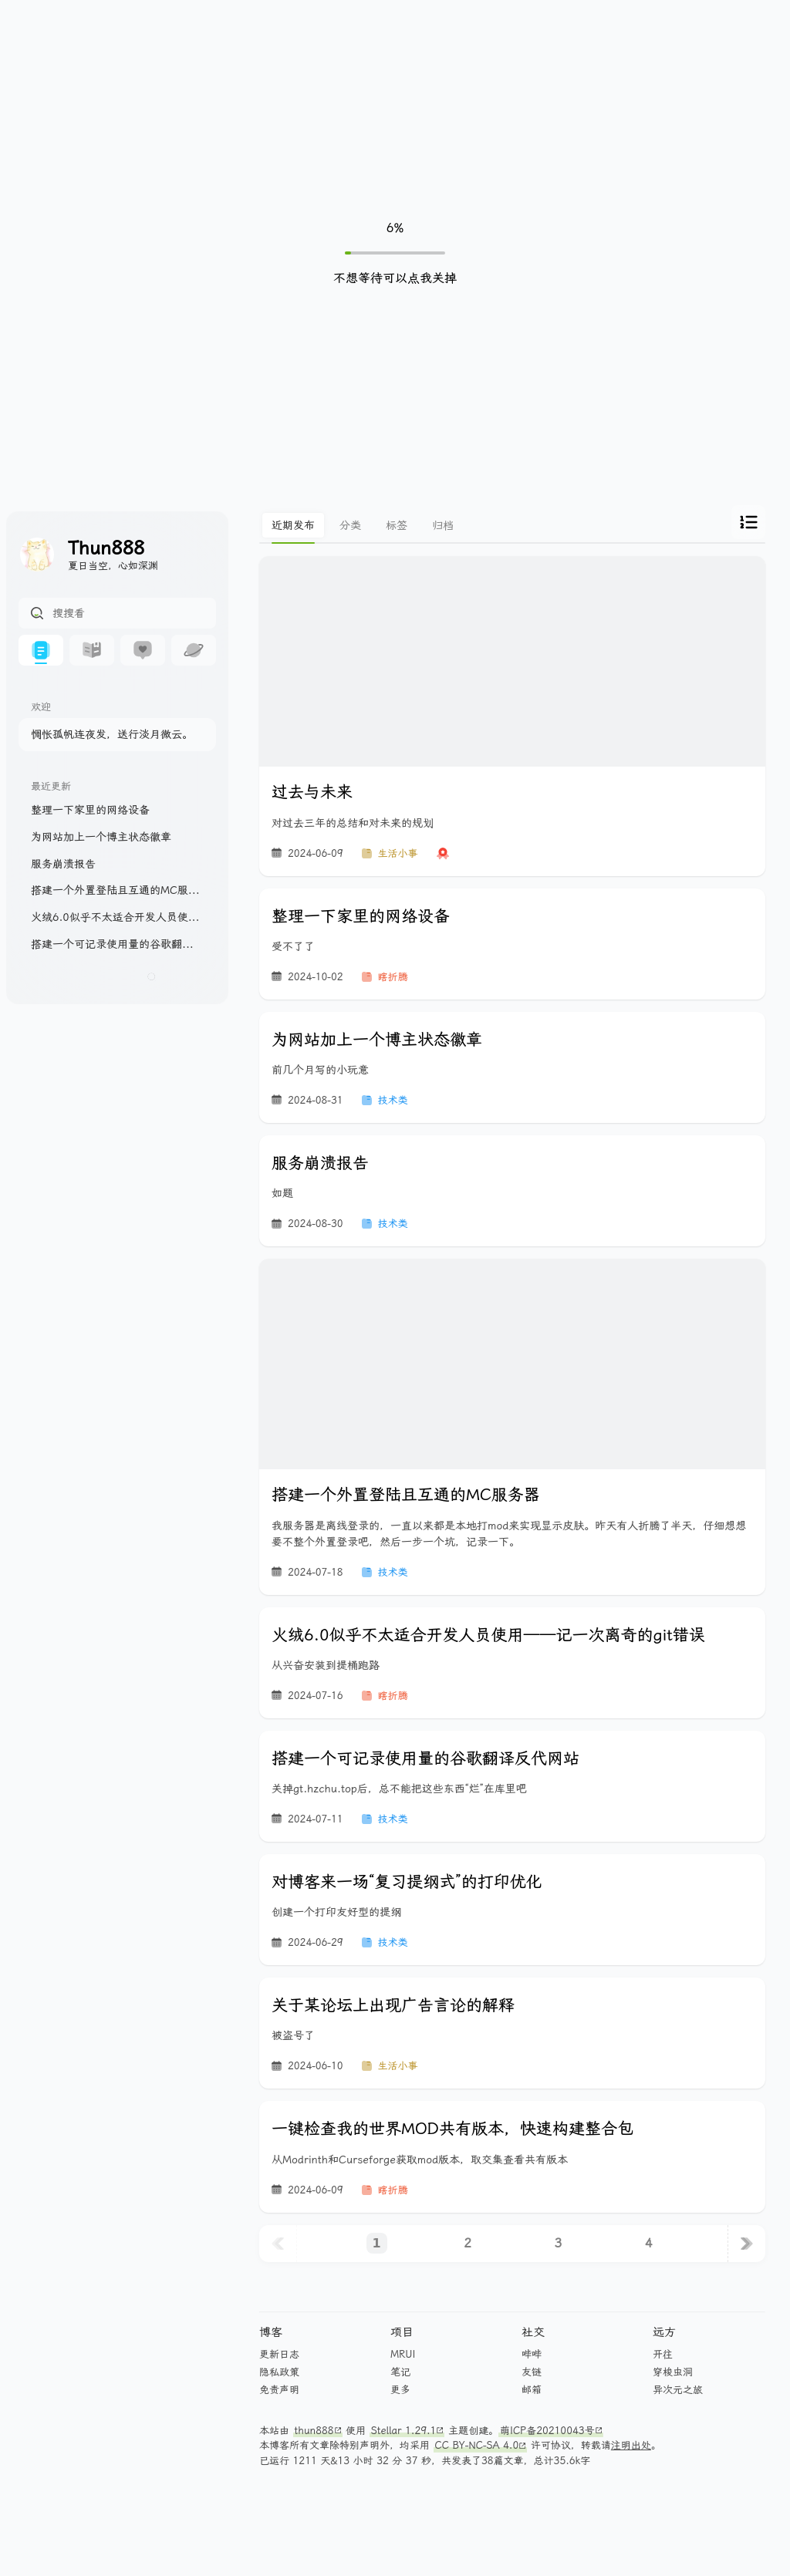 6%
不想等待可以点我关掉
Thun888
夏日当空，心如深渊
搜搜看
欢迎
惆怅孤帆连夜发，送行淡月微云。
最近更新
整理一下家里的网络设备
为网站加上一个博主状态徽章
服务崩溃报告
搭建一个外置登陆且互通的MC服...
火绒6.0似乎不太适合开发人员使...
搭建一个可记录使用量的谷歌翻...
近期发布 分类 标签 归档
过去与未来
对过去三年的总结和对未来的规划
2024-06-09 生活小事
整理一下家里的网络设备
受不了了
2024-10-02 瞎折腾
为网站加上一个博主状态徽章
前几个月写的小玩意
2024-08-31 技术类
服务崩溃报告
如题
2024-08-30 技术类
搭建一个外置登陆且互通的MC服务器
我服务器是离线登录的，一直以来都是本地打mod来实现显示皮肤。昨天有人折腾了半天，仔细想想
要不整个外置登录吧，然后一步一个坑，记录一下。
2024-07-18 技术类
火绒6.0似乎不太适合开发人员使用——记一次离奇的git错误
从兴奋安装到提桶跑路
2024-07-16 瞎折腾
搭建一个可记录使用量的谷歌翻译反代网站
关掉gt.hzchu.top后，总不能把这些东西“烂”在库里吧
2024-07-11 技术类
对博客来一场“复习提纲式”的打印优化
创建一个打印友好型的提纲
2024-06-29 技术类
关于某论坛上出现广告言论的解释
被盗号了
2024-06-10 生活小事
一键检查我的世界MOD共有版本，快速构建整合包
从Modrinth和Curseforge获取mod版本，取交集查看共有版本
2024-06-09 瞎折腾
1 2 3 4
博客 项目 社交 远方
更新日志 MRUI 哔哔 开往
隐私政策 笔记 友链 穿梭虫洞
免责声明 更多 邮箱 异次元之旅
本站由 thun888 使用 Stellar 1.29.1 主题创建。萌ICP备20210043号
本博客所有文章除特别声明外，均采用 CC BY-NC-SA 4.0 许可协议，转载请注明出处。
已运行 1211 天&13 小时 32 分 37 秒，共发表了38篇文章，总计35.6k字